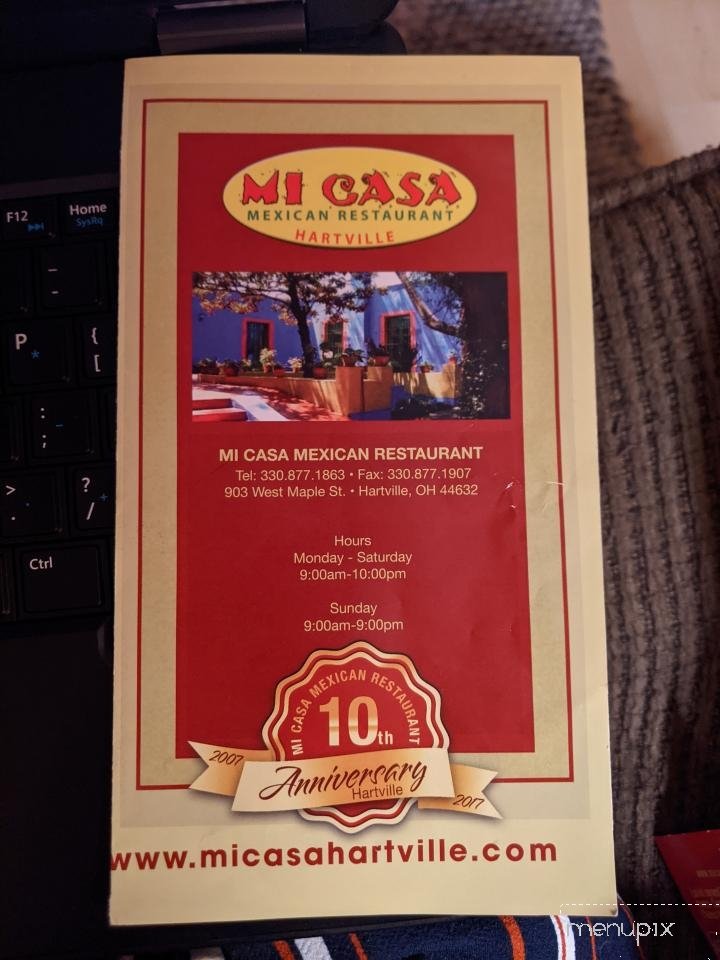 MI CASA
MEXICAN RESTAURANT
HARTVILLE
MI CASA MEXICAN RESTAURANT
Tel: 330.877.1863 • Fax: 330.877.1907
903 West Maple St. • Hartville, OH 44632
Hours
Monday - Saturday
9:00am-10:00pm
Sunday
9:00am-9:00pm
MI CASA MEXICAN RESTAURANT
10th
2007
Anniversary
Hartville
2017
www.micasahartville.com
F12
Home
SysRq
P
*
{
[
:
;
>
.
?
/
+
Ctrl
menupix